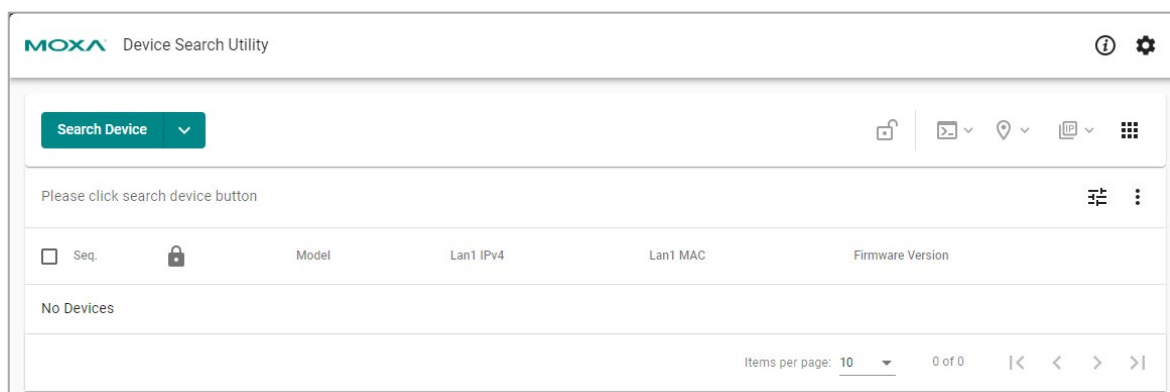 MOXA Device Search Utility
Search Device
IP
Please click search device button
Seq. Model Lan1 IPv4 Lan1 MAC Firmware Version
No Devices
Items per page: 10 0 of 0